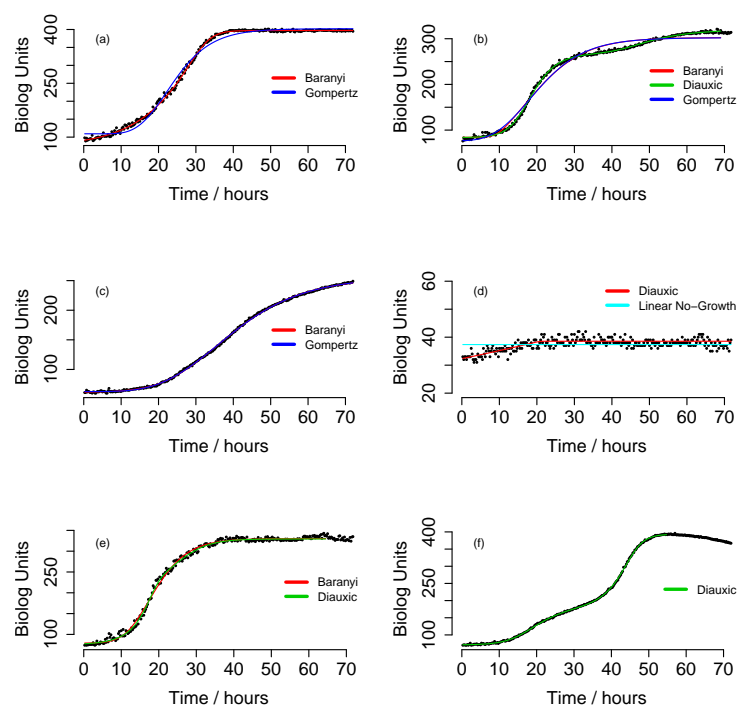 (a)
Biolog Units
400
250
100
Baranyi
Gompertz
0 10 20 30 40 50 60 70
Time / hours
(b)
Biolog Units
300
200
100
Baranyi
Diauxic
Gompertz
0 10 20 30 40 50 60 70
Time / hours
(c)
Biolog Units
200
100
Baranyi
Gompertz
0 10 20 30 40 50 60 70
Time / hours
(d)
Biolog Units
60
40
20
Diauxic
Linear No−Growth
0 10 20 30 40 50 60 70
Time / hours
(e)
Biolog Units
250
100
Baranyi
Diauxic
0 10 20 30 40 50 60 70
Time / hours
(f)
Biolog Units
400
250
100
Diauxic
0 10 20 30 40 50 60 70
Time / hours